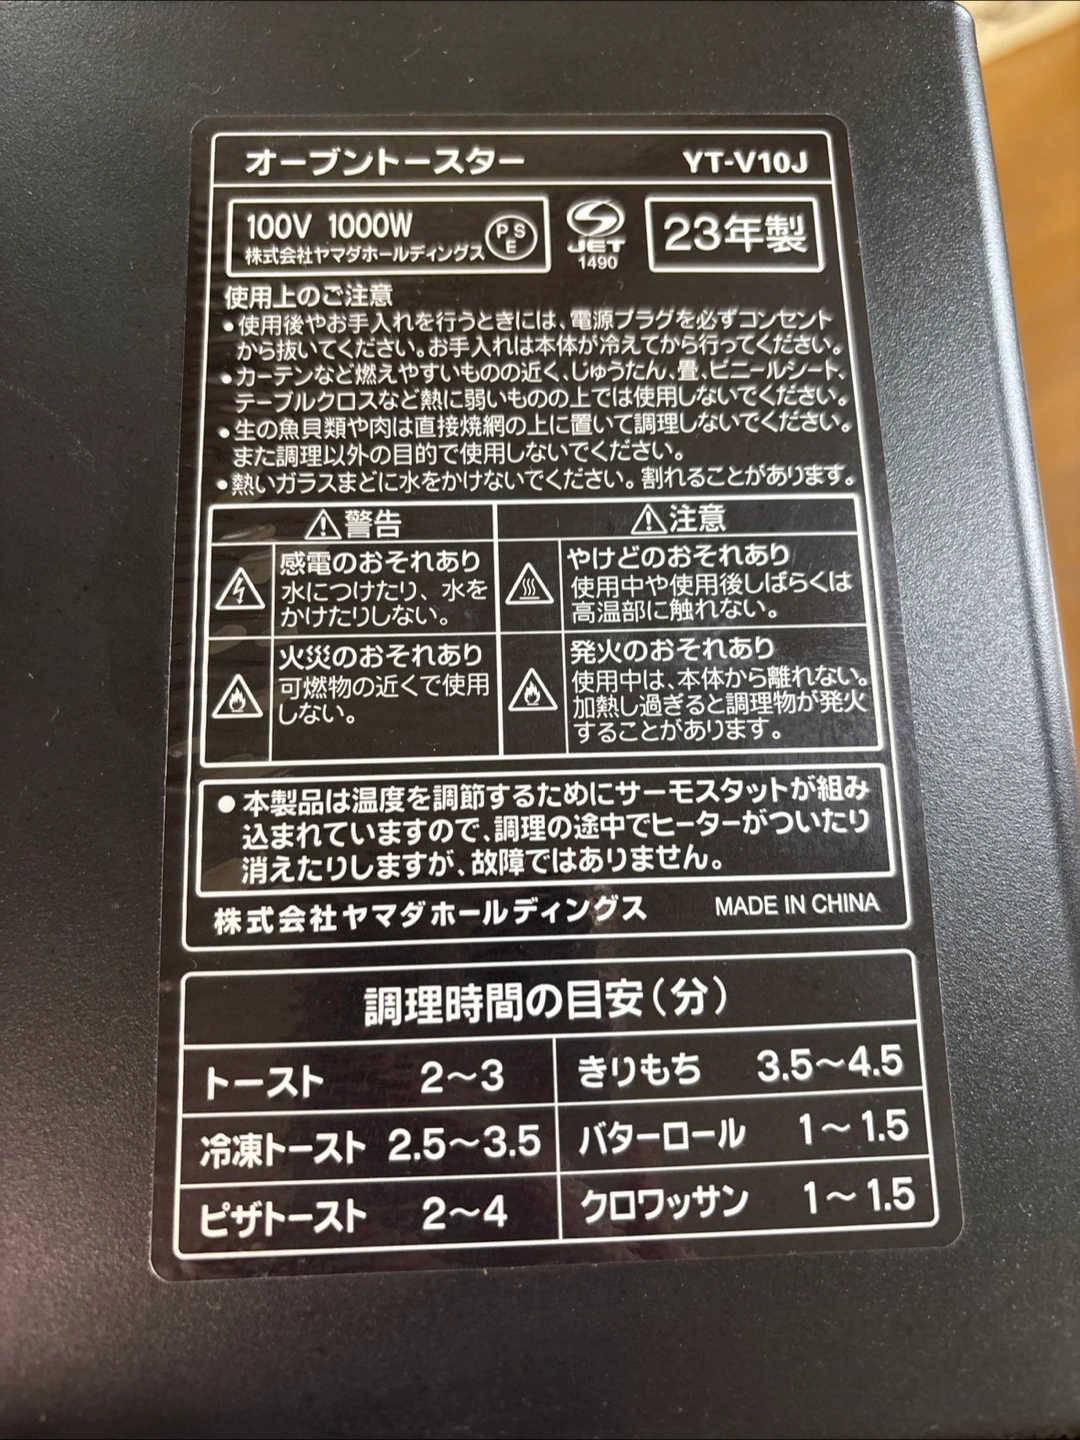 オーブントースター YT-V10J
100V 1000W
株式会社ヤマダホールディングス
PSE
JET
1490
23年製
使用上のご注意
●使用後やお手入れを行うときには、電源プラグを必ずコンセント
から抜いてください。お手入れは本体が冷えてから行ってください。
●カーテンなど燃えやすいものの近く、じゅうたん、畳、ビニールシート、
テーブルクロスなど熱に弱いものの上では使用しないでください。
●生の魚貝類や肉は直接焼網の上に置いて調理しないでください。
また調理以外の目的で使用しないでください。
●熱いガラスまどに水をかけないでください。割れることがあります。
⚠警告
感電のおそれあり
水につけたり、水を
かけたりしない。
火災のおそれあり
可燃物の近くで使用
しない。
⚠注意
やけどのおそれあり
使用中や使用後しばらくは
高温部に触れない。
発火のおそれあり
使用中は、本体から離れない。
加熱し過ぎると調理物が発火
することがあります。
●本製品は温度を調節するためにサーモスタットが組み
込まれていますので、調理の途中でヒーターがついたり
消えたりしますが、故障ではありません。
株式会社ヤマダホールディングス MADE IN CHINA
調理時間の目安(分)
トースト 2〜3 きりもち 3.5〜4.5
冷凍トースト 2.5〜3.5 バターロール 1〜1.5
ピザトースト 2〜4 クロワッサン 1〜1.5